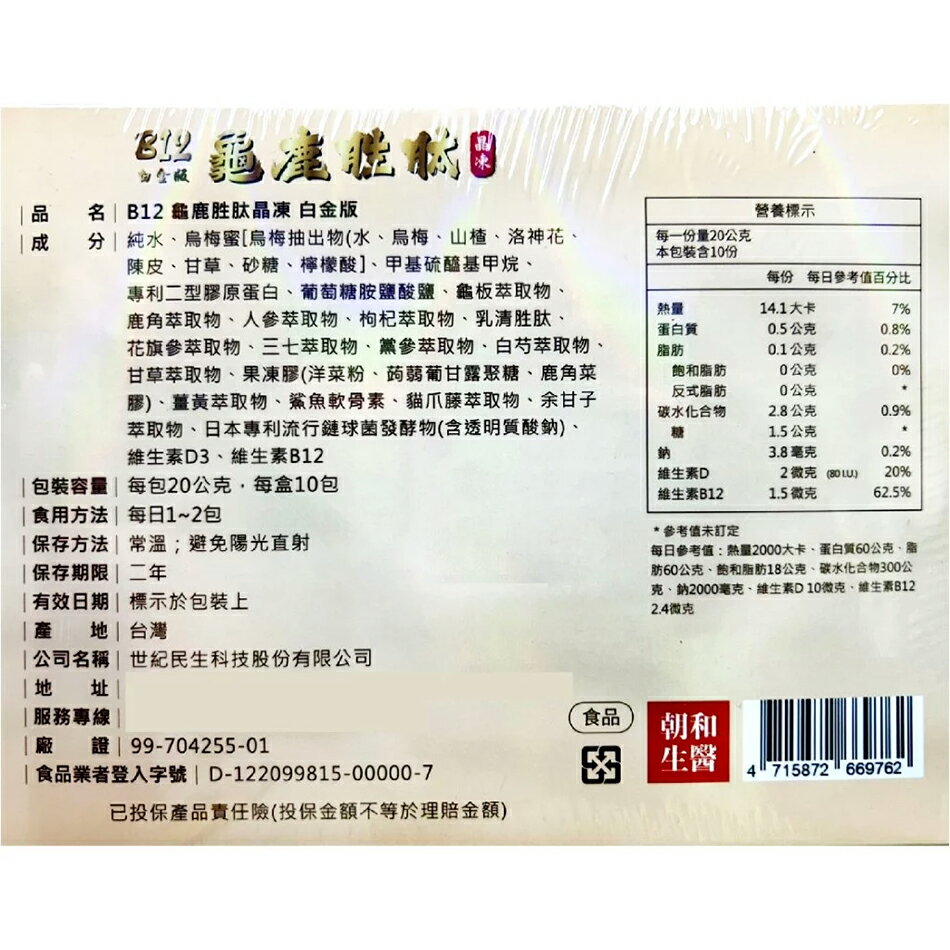 B12 龜鹿胜肽 晶凍
白金版
品名 B12 龜鹿胜肽晶凍 白金版
成分 純水、烏梅蜜[烏梅抽出物(水、烏梅、山楂、洛神花、
陳皮、甘草、砂糖、檸檬酸]、甲基硫醯基甲烷、
專利二型膠原蛋白、葡萄糖胺鹽酸鹽、龜板萃取物、
鹿角萃取物、人參萃取物、枸杞萃取物、乳清胜肽、
花旗參萃取物、三七萃取物、黨參萃取物、白芍萃取物、
甘草萃取物、果凍膠(洋菜粉、蒟蒻葡甘露聚糖、鹿角菜
膠)、薑黃萃取物、鯊魚軟骨素、貓爪藤萃取物、余甘子
萃取物、日本專利流行鏈球菌發酵物(含透明質酸鈉)、
維生素D3、維生素B12
包裝容量 每包20公克，每盒10包
食用方法 每日1~2包
保存方法 常溫；避免陽光直射
保存期限 二年
有效日期 標示於包裝上
產地 台灣
公司名稱 世紀民生科技股份有限公司
地址
服務專線
廠證 99-704255-01
食品業者登入字號 D-122099815-00000-7
已投保產品責任險(投保金額不等於理賠金額)
營養標示
每一份量20公克
本包裝含10份
每份 每日參考值百分比
熱量 14.1大卡 7%
蛋白質 0.5公克 0.8%
脂肪 0.1公克 0.2%
飽和脂肪 0公克 0%
反式脂肪 0公克 *
碳水化合物 2.8公克 0.9%
糖 1.5公克 *
鈉 3.8毫克 0.2%
維生素D 2微克 (80 I.U.) 20%
維生素B12 1.5微克 62.5%
* 參考值未訂定
每日參考值：熱量2000大卡、蛋白質60公克、脂
肪60公克、飽和脂肪18公克、碳水化合物300公
克、鈉2000毫克、維生素D 10微克、維生素B12
2.4微克
食品
朝和
生醫
4 715872 669762